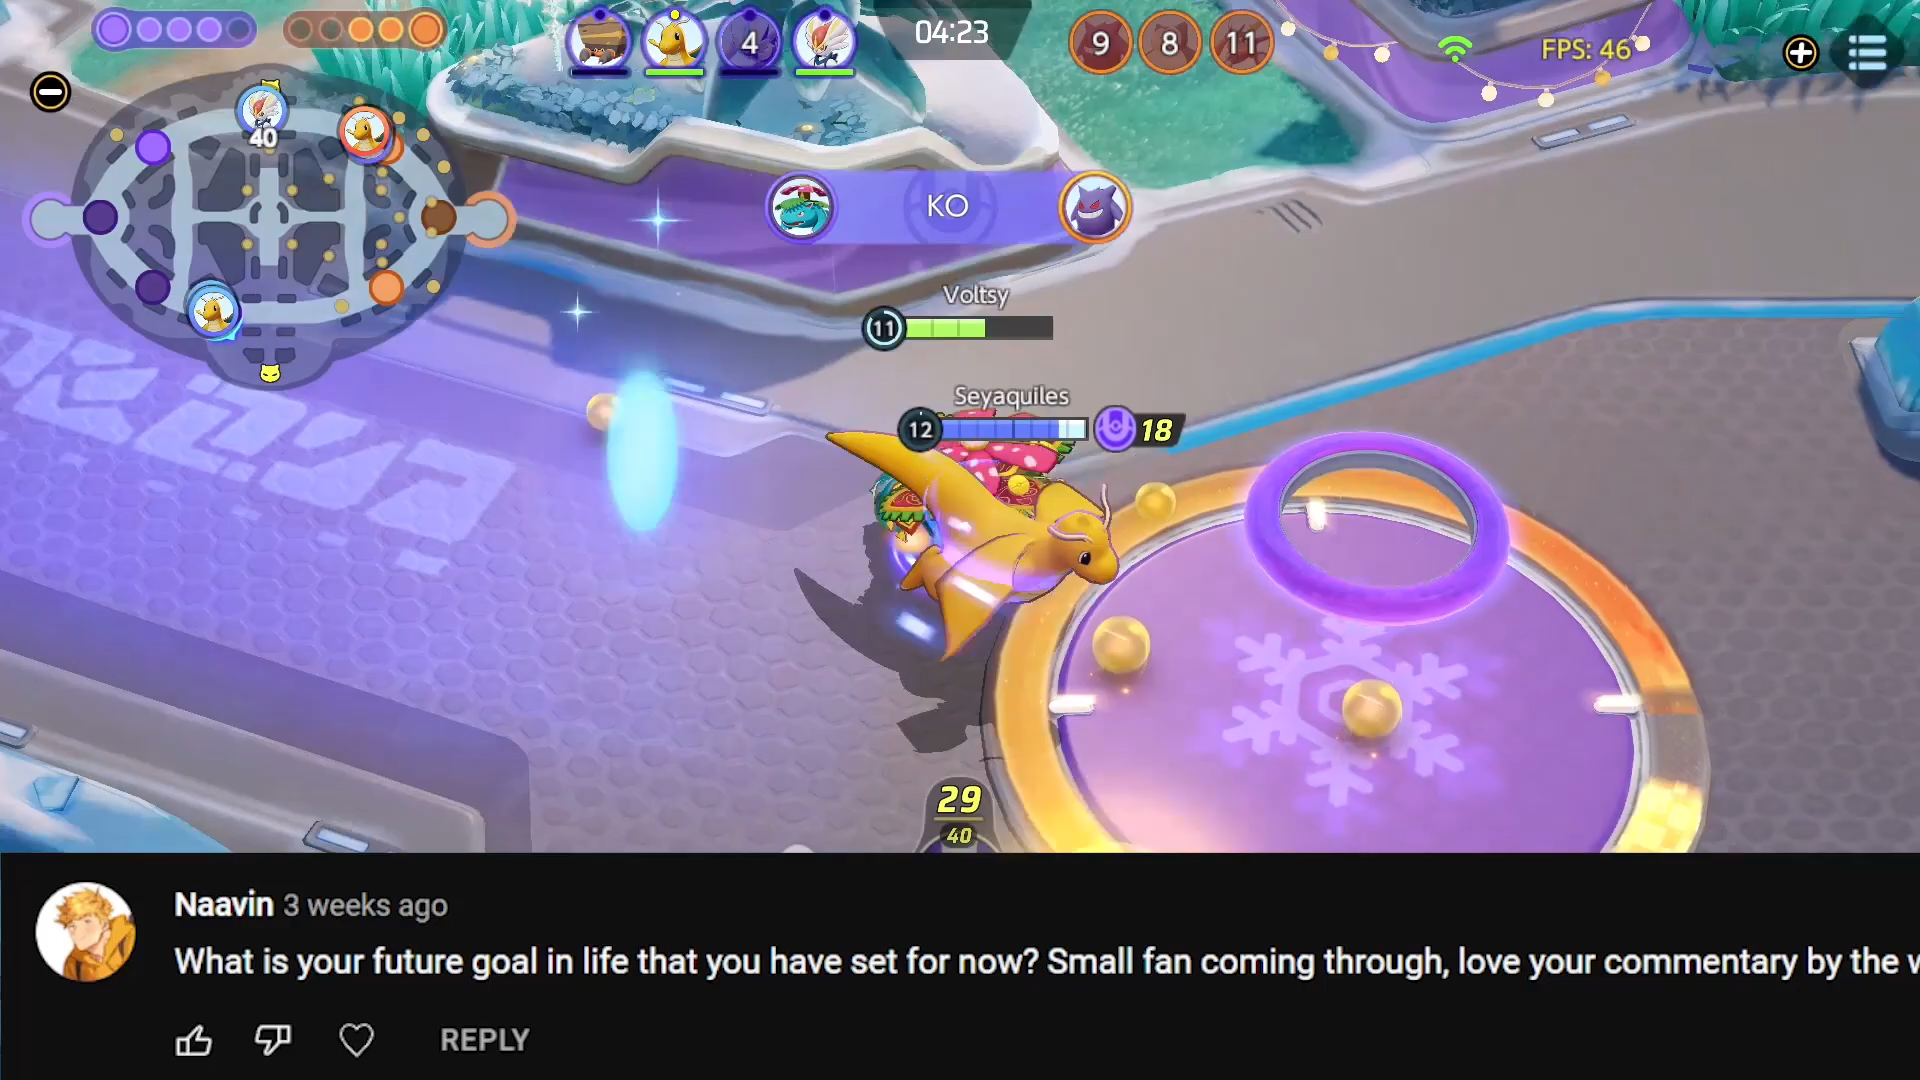 4
04:23
9
8
11
FPS: 46
40
KO
Voltsy
11
Seyaquiles
12
18
29
40
Naavin 3 weeks ago
What is your future goal in life that you have set for now? Small fan coming through, love your commentary by the
REPLY